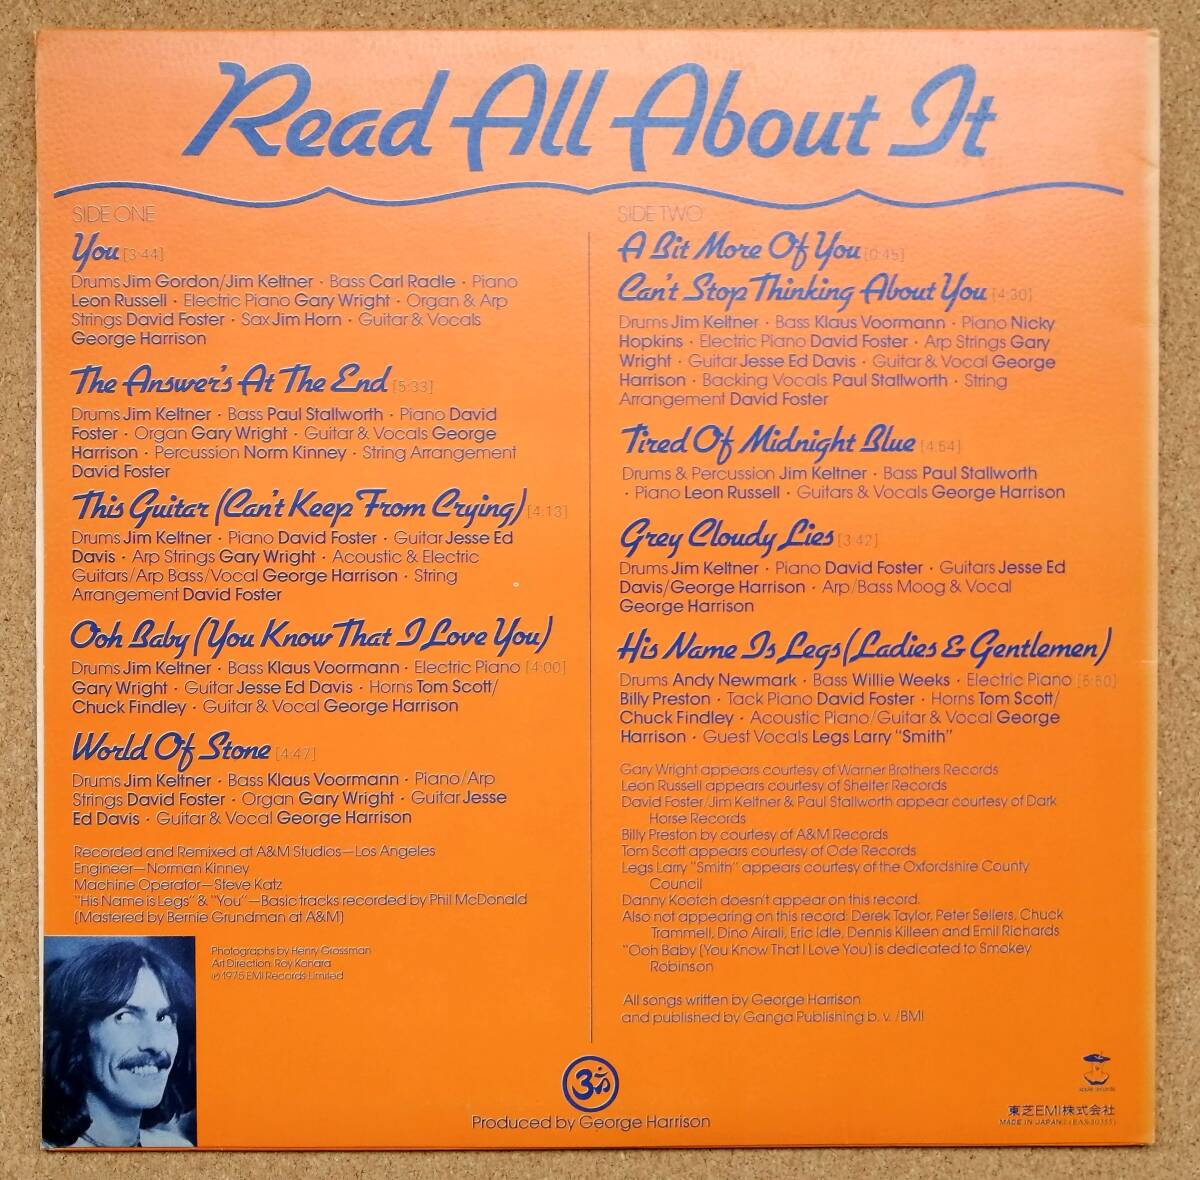 Read All About It
SIDE ONE
You [3:44]
Drums Jim Gordon/Jim Keltner · Bass Carl Radle · Piano
Leon Russell · Electric Piano Gary Wright · Organ & Arp
Strings David Foster · Sax Jim Horn · Guitar & Vocals
George Harrison
The Answer's At The End [5:33]
Drums Jim Keltner · Bass Paul Stallworth · Piano David
Foster · Organ Gary Wright · Guitar & Vocals George
Harrison · Percussion Norm Kinney · String Arrangement
David Foster
This Guitar (Can't Keep From Crying) [4:13]
Drums Jim Keltner · Piano David Foster · Guitar Jesse Ed
Davis · Arp Strings Gary Wright · Acoustic & Electric
Guitars/Arp Bass/Vocal George Harrison · String
Arrangement David Foster
Ooh Baby (You Know That I Love You)
Drums Jim Keltner · Bass Klaus Voormann · Electric Piano [4:00]
Gary Wright · Guitar Jesse Ed Davis · Horns Tom Scott/
Chuck Findley · Guitar & Vocal George Harrison
World Of Stone [4:47]
Drums Jim Keltner · Bass Klaus Voormann · Piano/Arp
Strings David Foster · Organ Gary Wright · Guitar Jesse
Ed Davis · Guitar & Vocal George Harrison
Recorded and Remixed at A&M Studios—Los Angeles
Engineer—Norman Kinney
Machine Operator—Steve Katz
"His Name is Legs" & "You"—Basic tracks recorded by Phil McDonald
(Mastered by Bernie Grundman at A&M)
Photographs by Henry Grossman
Art Direction: Roy Kohara
℗ 1975 EMI Records Limited
SIDE TWO
A Bit More Of You [0:45]
Can't Stop Thinking About You [4:30]
Drums Jim Keltner · Bass Klaus Voormann · Piano Nicky
Hopkins · Electric Piano David Foster · Arp Strings Gary
Wright · Guitar Jesse Ed Davis · Guitar & Vocal George
Harrison · Backing Vocals Paul Stallworth · String
Arrangement David Foster
Tired Of Midnight Blue [4:54]
Drums & Percussion Jim Keltner · Bass Paul Stallworth
· Piano Leon Russell · Guitars & Vocals George Harrison
Grey Cloudy Lies [3:42]
Drums Jim Keltner · Piano David Foster · Guitars Jesse Ed
Davis/George Harrison · Arp/Bass Moog & Vocal
George Harrison
His Name Is Legs (Ladies & Gentlemen)
Drums Andy Newmark · Bass Willie Weeks · Electric Piano [5:50]
Billy Preston · Tack Piano David Foster · Horns Tom Scott/
Chuck Findley · Acoustic Piano/Guitar & Vocal George
Harrison · Guest Vocals Legs Larry "Smith"
Gary Wright appears courtesy of Warner Brothers Records
Leon Russell appears courtesy of Shelter Records
David Foster/Jim Keltner & Paul Stallworth appear courtesy of Dark
Horse Records
Billy Preston by courtesy of A&M Records
Tom Scott appears courtesy of Ode Records
Legs Larry "Smith" appears courtesy of the Oxfordshire County
Council
Danny Kootch doesn't appear on this record.
Also not appearing on this record: Derek Taylor, Peter Sellers, Chuck
Trammell, Dino Airali, Eric Idle, Dennis Killeen and Emil Richards
"Ooh Baby (You Know That I Love You) is dedicated to Smokey
Robinson
All songs written by George Harrison
and published by Ganga Publishing b. v./BMI
Produced by George Harrison
apple records
東芝EMI株式会社
MADE IN JAPAN (EAS-80355)